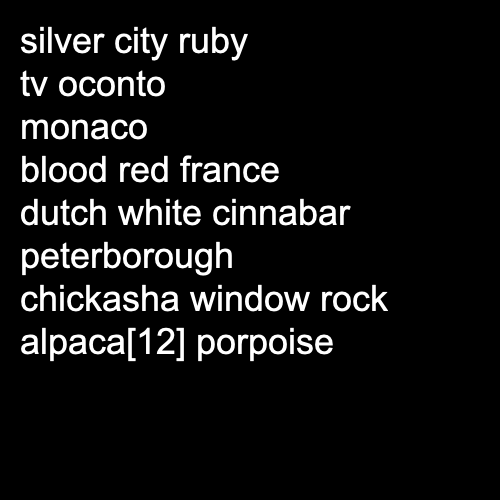 silver city ruby
tv oconto
monaco
blood red france
dutch white cinnabar
peterborough
chickasha window rock
alpaca[12] porpoise